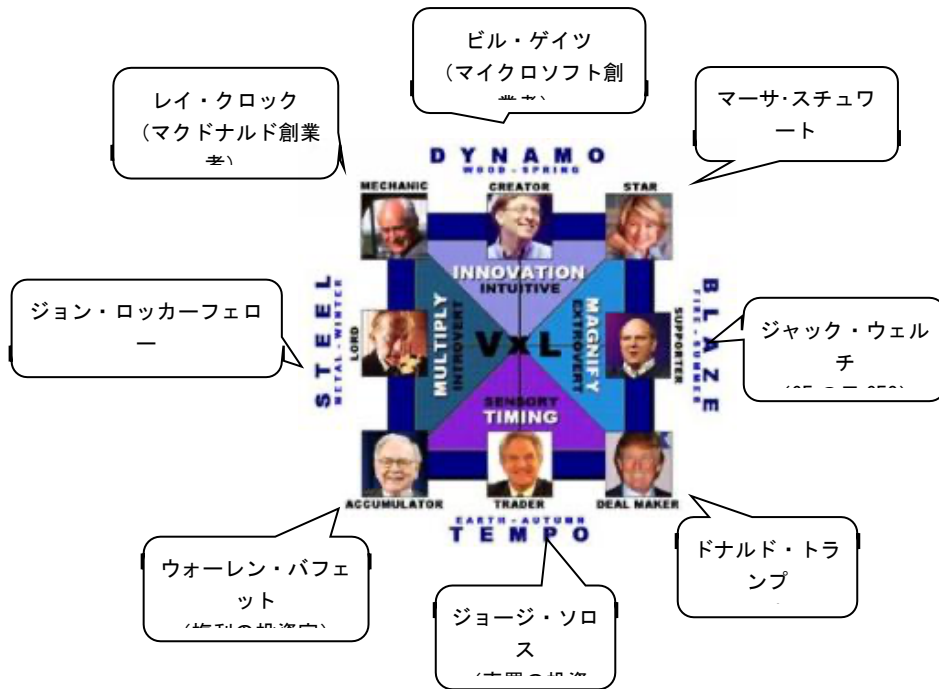 ビル・ゲイツ
（マイクロソフト創
レイ・クロック
（マクドナルド創業
マーサ・スチュワ
ート
DYNAMO
WOOD - SPRING
MECHANIC
CREATOR
STAR
INNOVATION
INTUITIVE
ジョン・ロッカーフェロ
ー
STEEL
METAL - WINTER
LORD
MULTIPLY
INTROVERT
V x L
MAGNIFY
EXTROVERT
SUPPORTER
BLAZE
FIRE - SUMMER
ジャック・ウェル
チ
SENSORY
TIMING
ACCUMULATOR
TRADER
DEAL MAKER
EARTH - AUTUMN
TEMPO
ウォーレン・バフェ
ット
ジョージ・ソロ
ス
ドナルド・トラ
ンプ